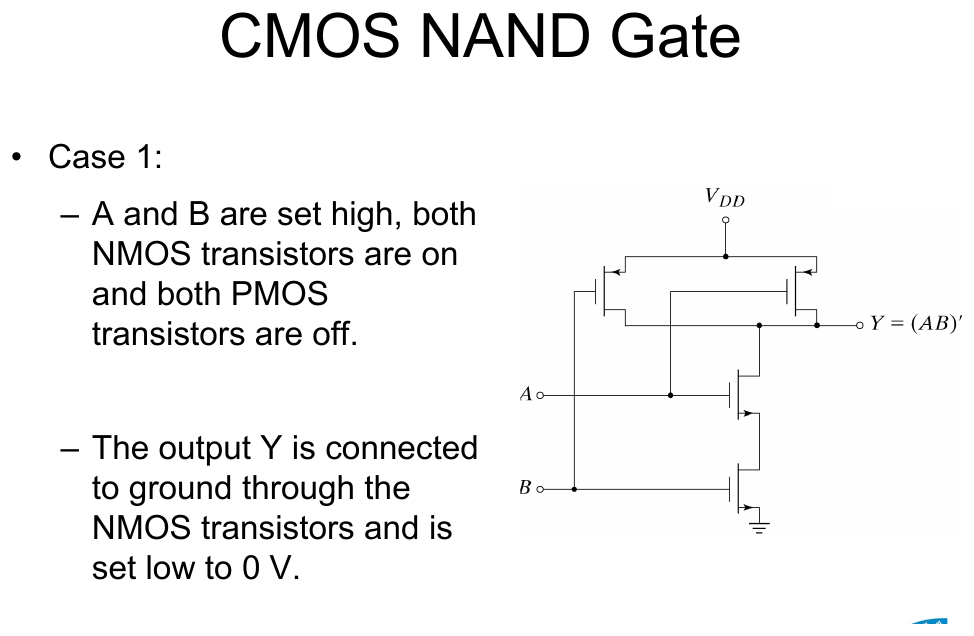 CMOS NAND Gate
• Case 1:
– A and B are set high, both
NMOS transistors are on
and both PMOS
transistors are off.
– The output Y is connected
to ground through the
NMOS transistors and is
set low to 0 V.
VDD
Y = (AB)'
A
B